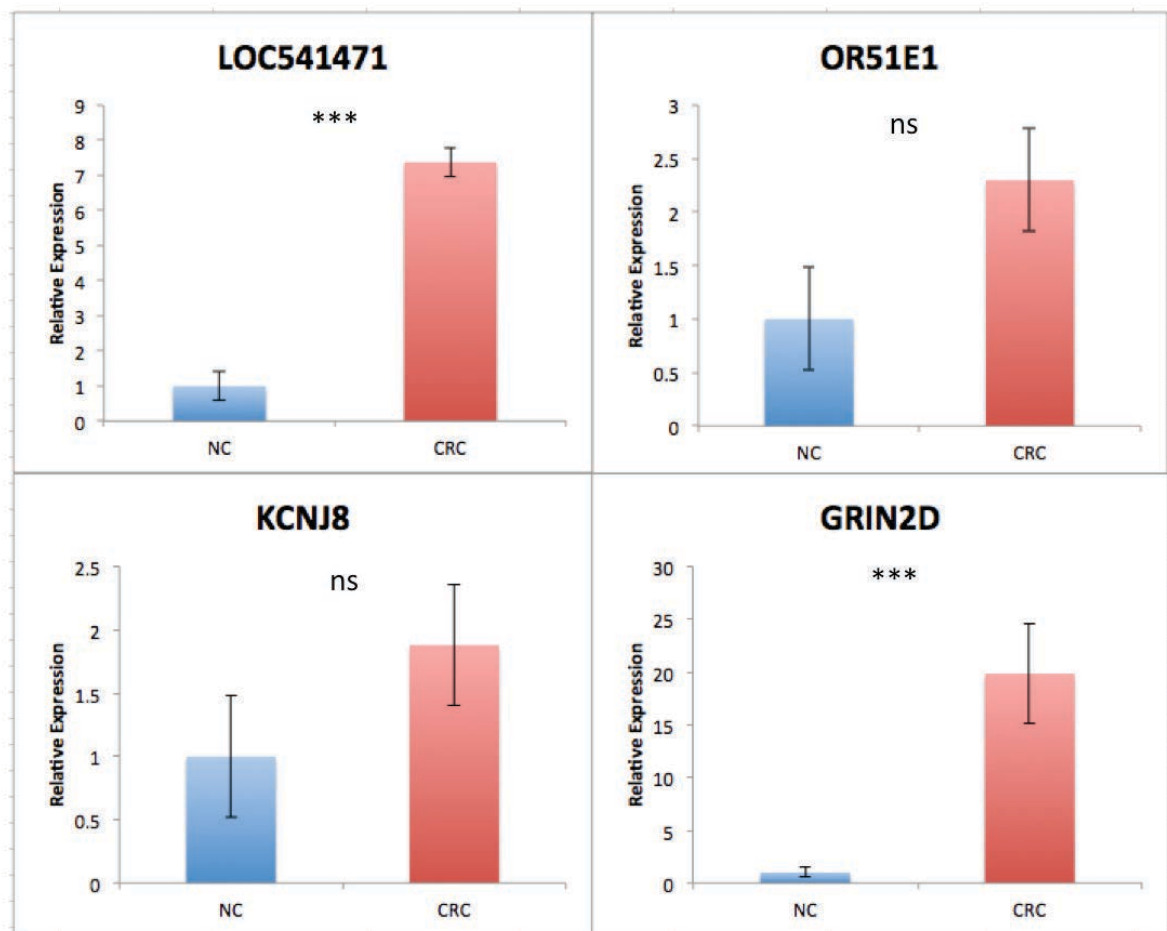 LOC541471
***
Relative Expression
9
8
7
6
5
4
3
2
1
0
NC CRC
OR51E1
ns
Relative Expression
3
2.5
2
1.5
1
0.5
0
NC CRC
KCNJ8
ns
Relative Expression
2.5
2
1.5
1
0.5
0
NC CRC
GRIN2D
***
Relative Expression
30
25
20
15
10
5
0
NC CRC